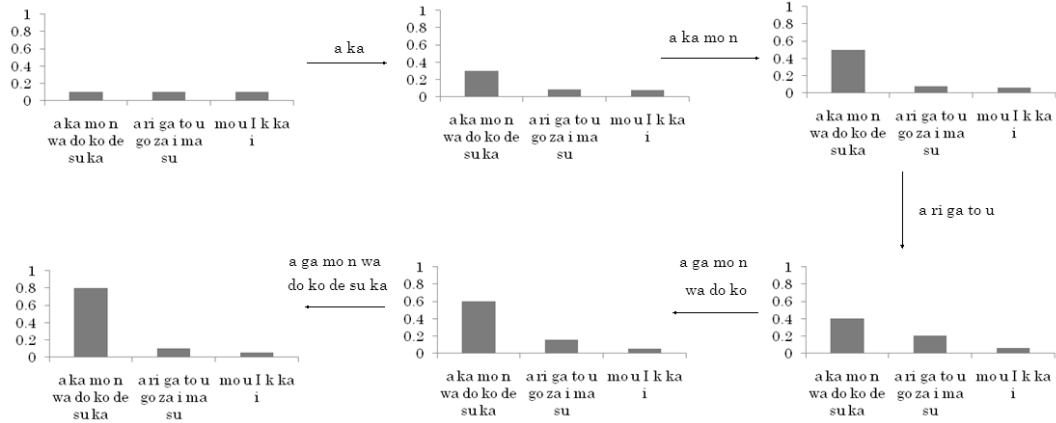 1
0.8
0.6
0.4
0.2
0
a ka mo n
wa do ko de
su ka
a ri ga to u
go za i ma
su
mo u I k ka
i
a ka
1
0.8
0.6
0.4
0.2
0
a ka mo n
wa do ko de
su ka
a ri ga to u
go za i ma
su
mo u I k ka
i
a ka mo n
1
0.8
0.6
0.4
0.2
0
a ka mo n
wa do ko de
su ka
a ri ga to u
go za i ma
su
mo u I k ka
i
a ri ga to u
1
0.8
0.6
0.4
0.2
0
a ka mo n
wa do ko de
su ka
a ri ga to u
go za i ma
su
mo u I k ka
i
a ga mo n
wa do ko
1
0.8
0.6
0.4
0.2
0
a ka mo n
wa do ko de
su ka
a ri ga to u
go za i ma
su
mo u I k ka
i
a ga mo n wa
do ko de su ka
1
0.8
0.6
0.4
0.2
0
a ka mo n
wa do ko de
su ka
a ri ga to u
go za i ma
su
mo u I k ka
i